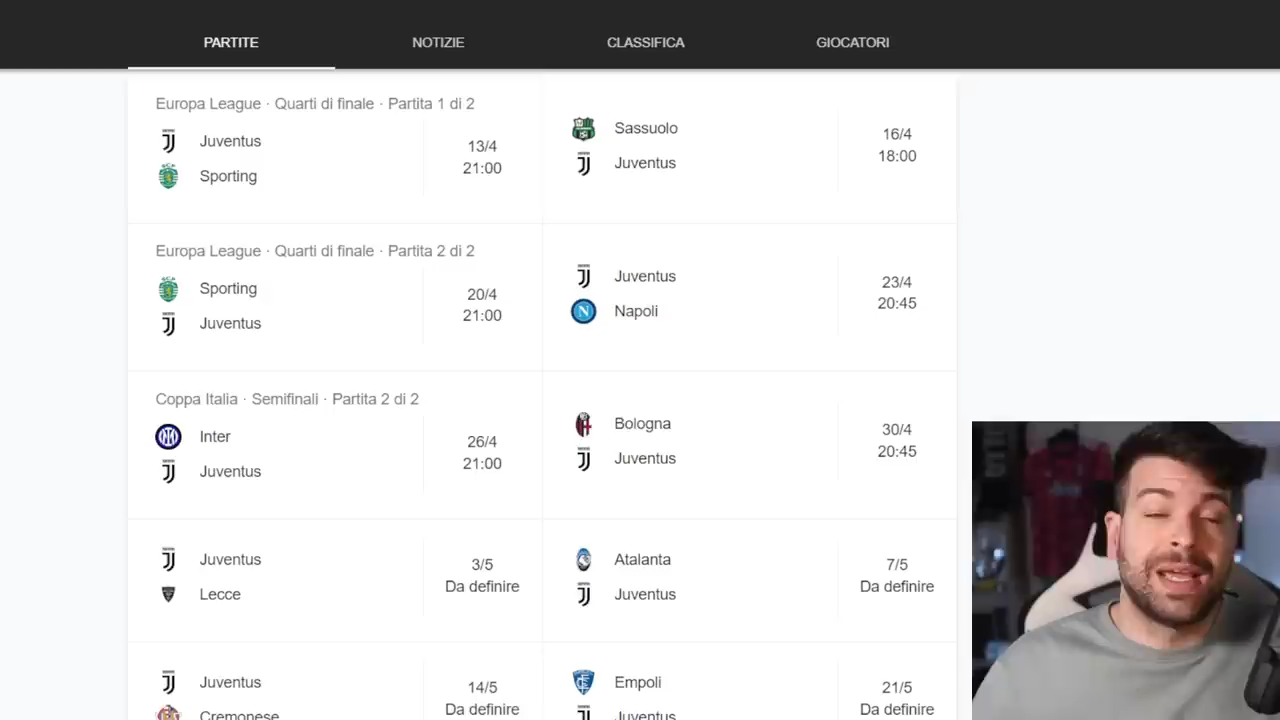 PARTITE
NOTIZIE
CLASSIFICA
GIOCATORI
Europa League · Quarti di finale · Partita 1 di 2
Juventus
Sporting
13/4
21:00
Sassuolo
Juventus
16/4
18:00
Europa League · Quarti di finale · Partita 2 di 2
Sporting
Juventus
20/4
21:00
Juventus
Napoli
23/4
20:45
Coppa Italia · Semifinali · Partita 2 di 2
Inter
Juventus
26/4
21:00
Bologna
Juventus
30/4
20:45
Juventus
Lecce
3/5
Da definire
Atalanta
Juventus
7/5
Da definire
Juventus
Cremonese
14/5
Da definire
Empoli
Juventus
21/5
Da definire